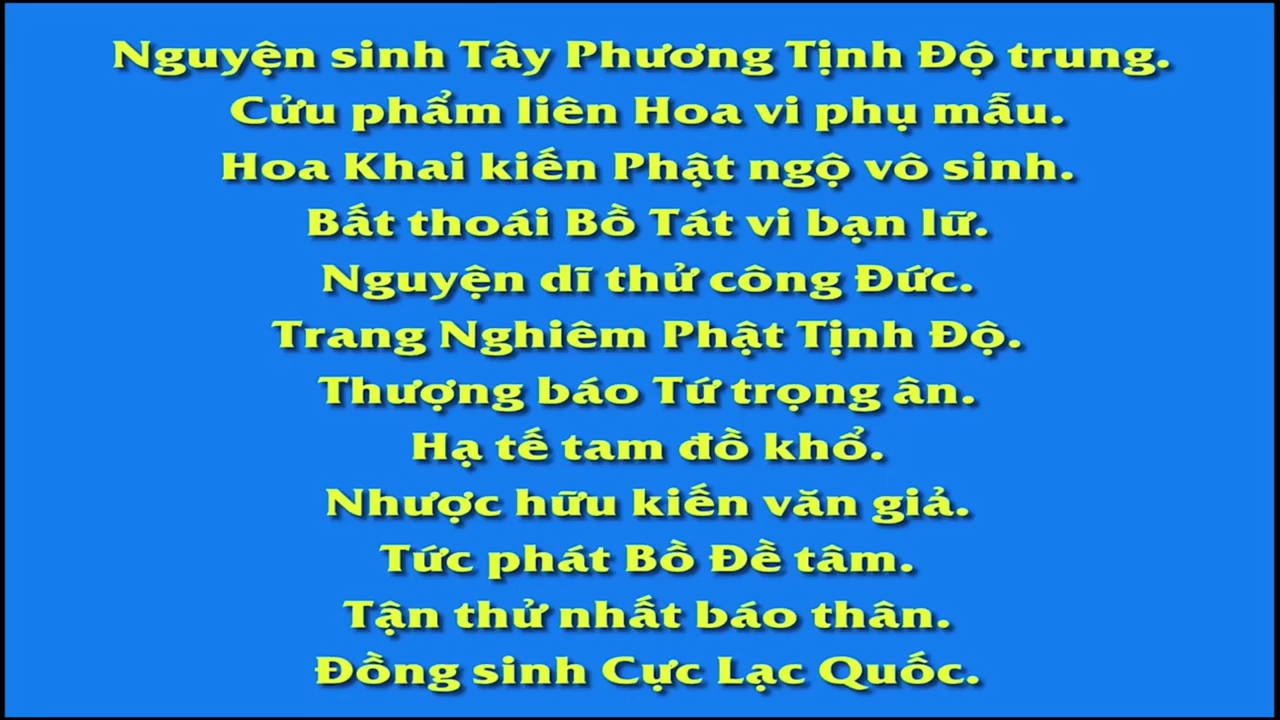 Nguyện sinh Tây Phương Tịnh Độ trung.
Cửu phẩm liên Hoa vi phụ mẫu.
Hoa Khai kiến Phật ngộ vô sinh.
Bất thoái Bồ Tát vi bạn lữ.
Nguyện dĩ thử công Đức.
Trang Nghiêm Phật Tịnh Độ.
Thượng báo Tứ trọng ân.
Hạ tế tam đồ khổ.
Nhược hữu kiến văn giả.
Tức phát Bồ Đề tâm.
Tận thử nhất báo thân.
Đồng sinh Cực Lạc Quốc.